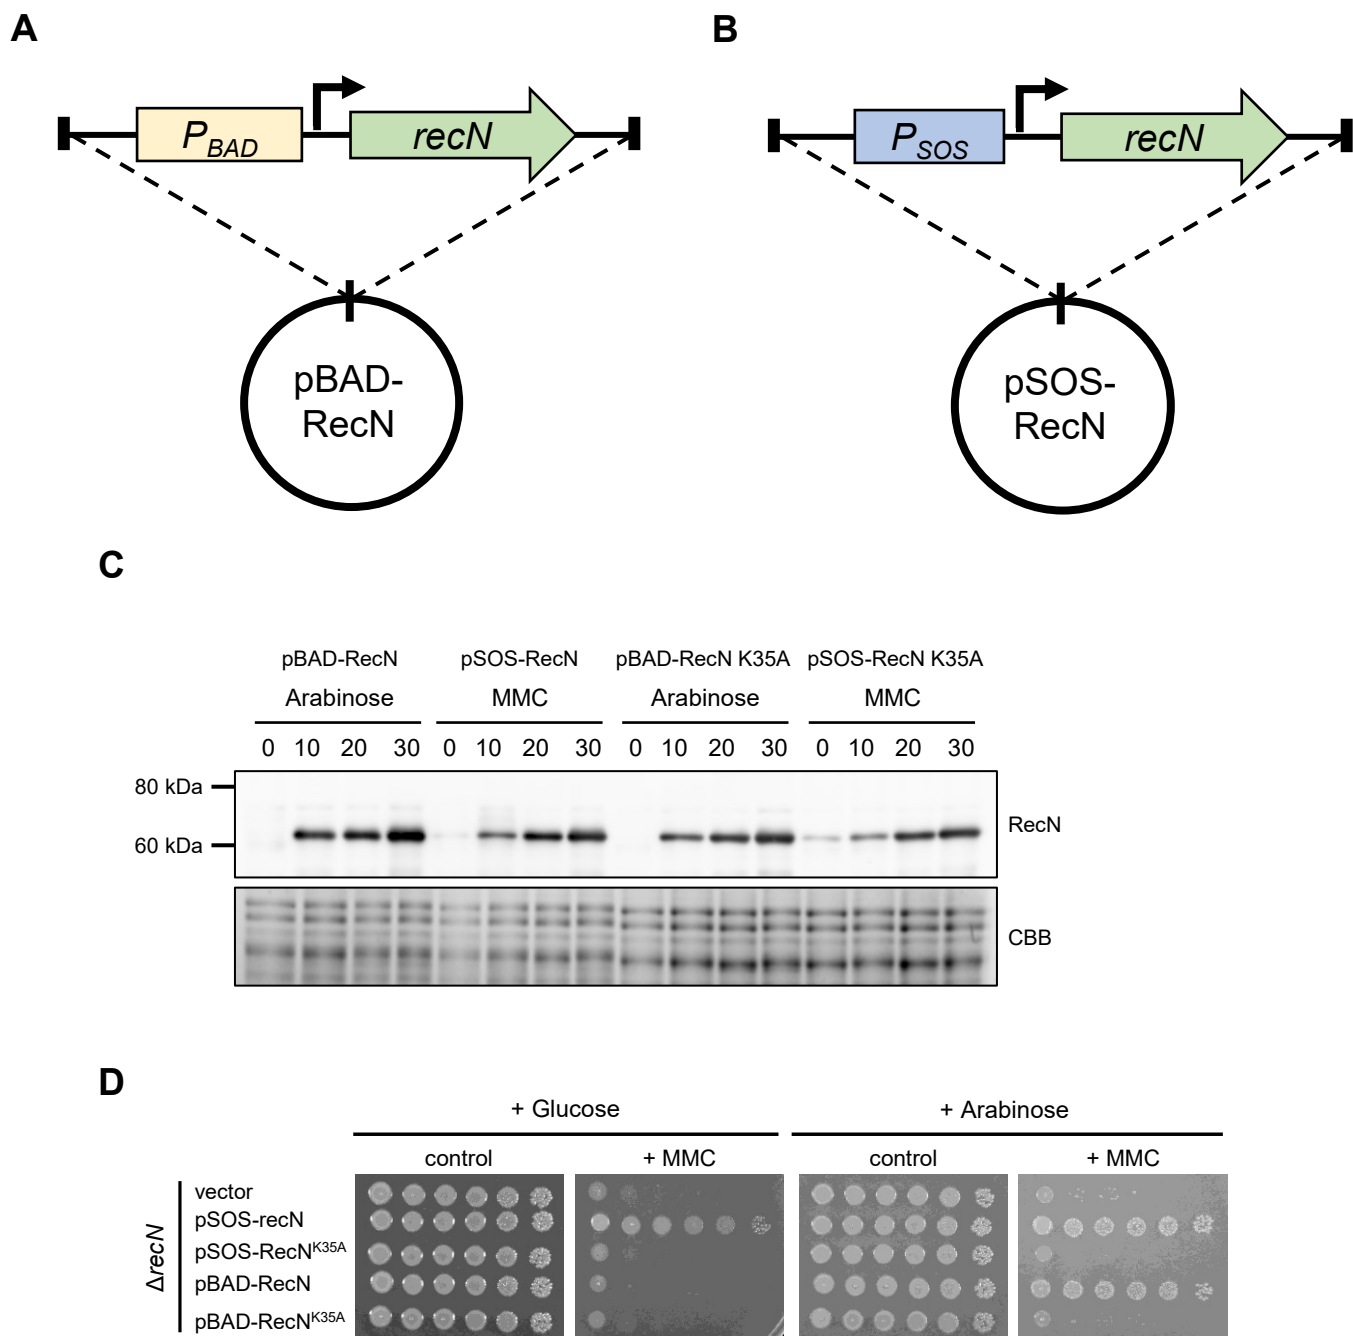 A
B
P_BAD
recN
P_SOS
recN
pBAD-
RecN
pSOS-
RecN
C
pBAD-RecN pSOS-RecN pBAD-RecN K35A pSOS-RecN K35A
Arabinose MMC Arabinose MMC
0 10 20 30 0 10 20 30 0 10 20 30 0 10 20 30
80 kDa
60 kDa
RecN
CBB
D
+ Glucose + Arabinose
control + MMC control + MMC
ΔrecN
vector
pSOS-recN
pSOS-RecN^K35A
pBAD-RecN
pBAD-RecN^K35A